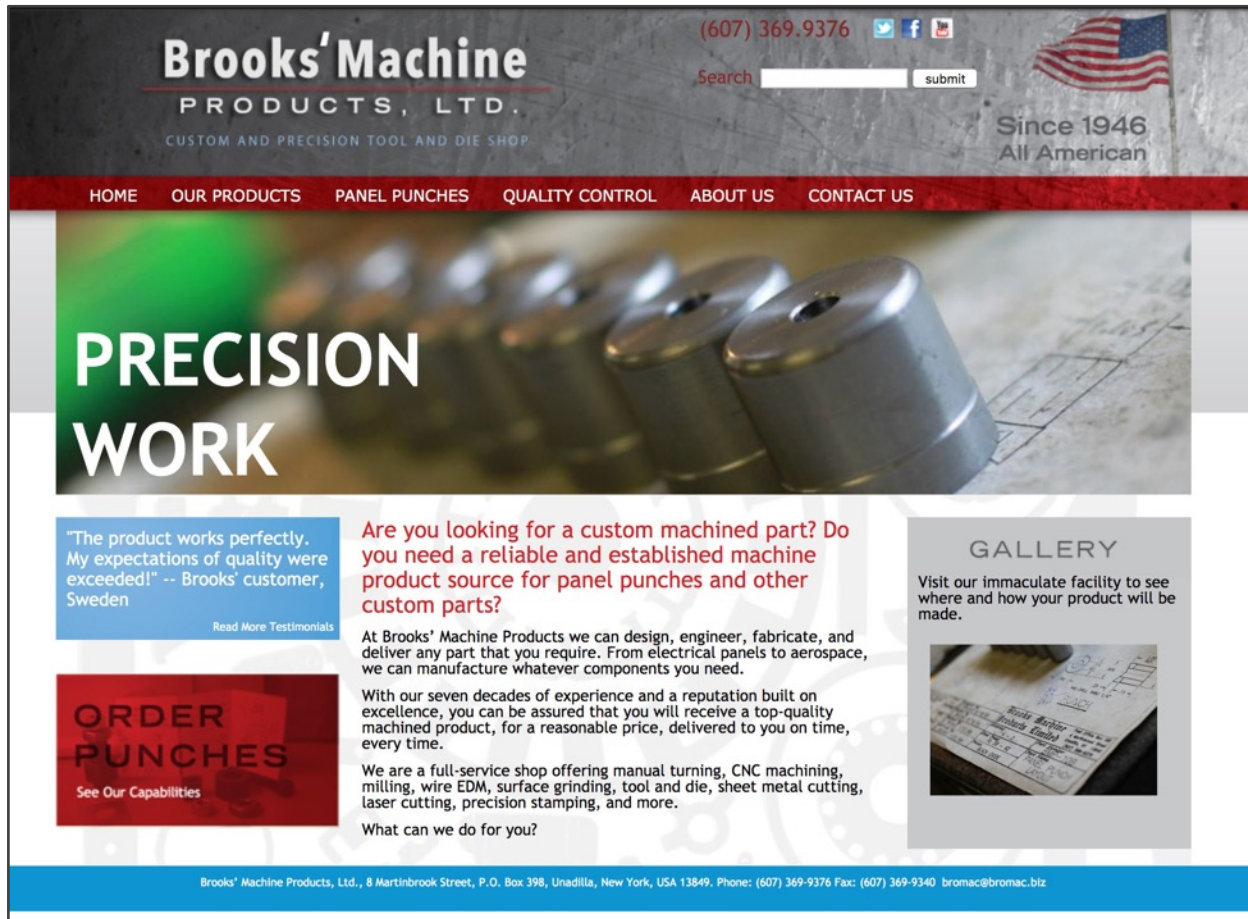 Brooks' Machine
PRODUCTS, LTD.
CUSTOM AND PRECISION TOOL AND DIE SHOP
(607) 369.9376
You
Search
submit
Since 1946
All American
HOME
OUR PRODUCTS
PANEL PUNCHES
QUALITY CONTROL
ABOUT US
CONTACT US
PRECISION
WORK
"The product works perfectly.
My expectations of quality were
exceeded!" -- Brooks' customer,
Sweden
Read More Testimonials
ORDER
PUNCHES
See Our Capabilities
Are you looking for a custom machined part? Do
you need a reliable and established machine
product source for panel punches and other
custom parts?
At Brooks’ Machine Products we can design, engineer, fabricate, and
deliver any part that you require. From electrical panels to aerospace,
we can manufacture whatever components you need.
With our seven decades of experience and a reputation built on
excellence, you can be assured that you will receive a top-quality
machined product, for a reasonable price, delivered to you on time,
every time.
We are a full-service shop offering manual turning, CNC machining,
milling, wire EDM, surface grinding, tool and die, sheet metal cutting,
laser cutting, precision stamping, and more.
What can we do for you?
GALLERY
Visit our immaculate facility to see
where and how your product will be
made.
Brooks Machine
Products Limited
PANEL PUNCH
LAYOUT
Brooks’ Machine Products, Ltd., 8 Martinbrook Street, P.O. Box 398, Unadilla, New York, USA 13849. Phone: (607) 369-9376 Fax: (607) 369-9340 bromac@bromac.biz